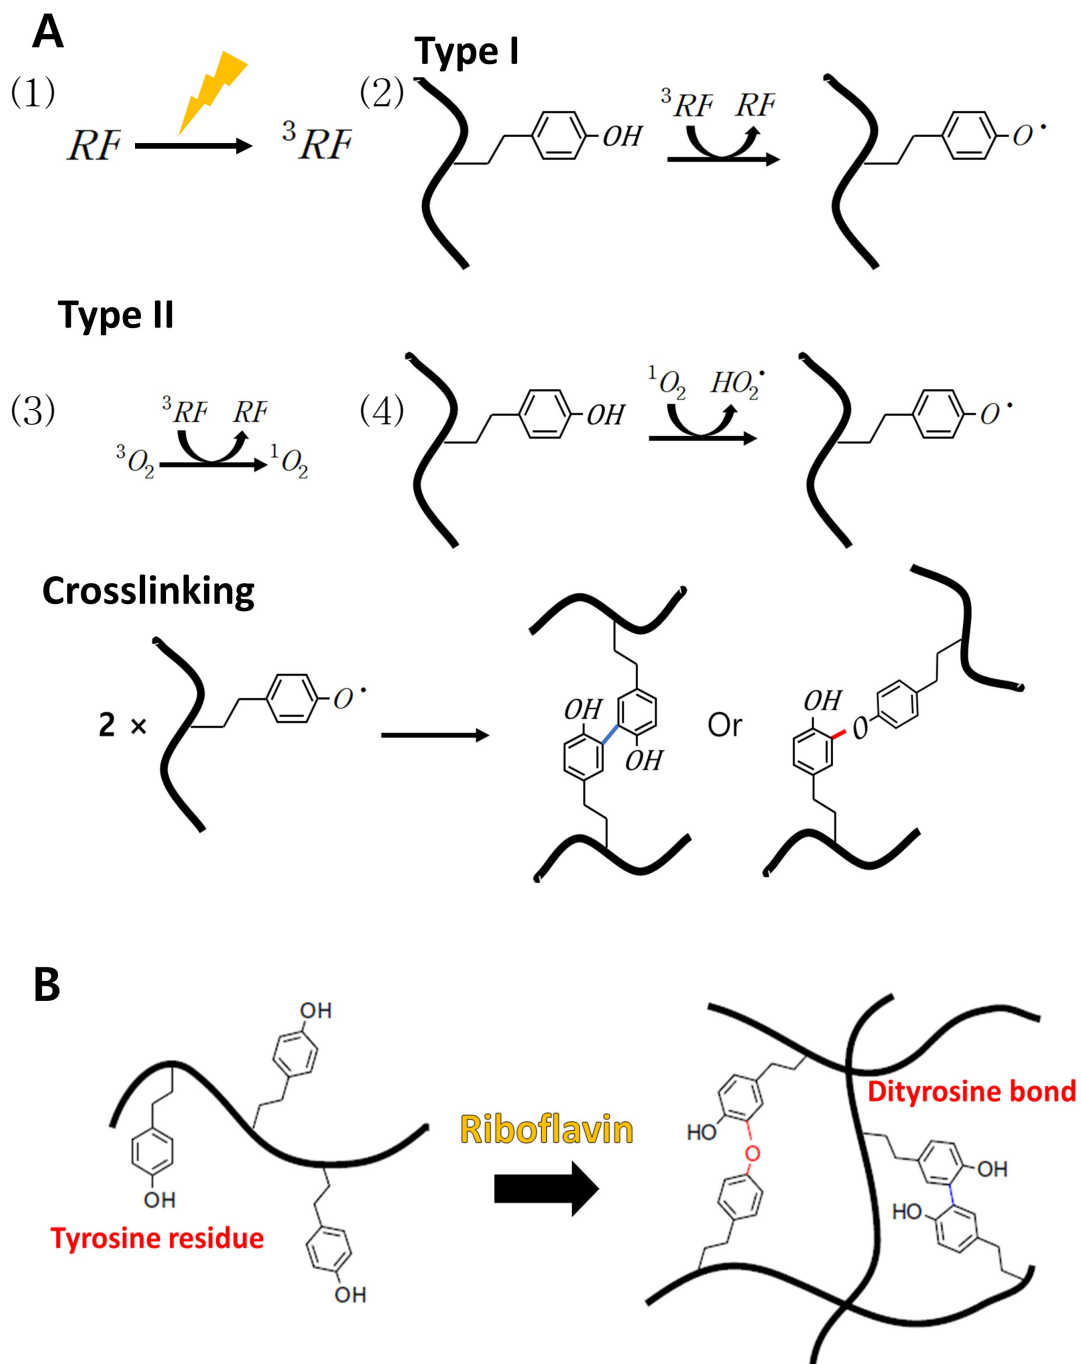 A
Type I
(1)
RF
³RF
(2)
OH
³RF RF
O•
Type II
(3)
³RF RF
³O₂
¹O₂
(4)
OH
¹O₂ HO₂•
O•
Crosslinking
2 ×
O•
OH
OH
Or
OH
O
B
OH
OH
OH
Tyrosine residue
Riboflavin
Dityrosine bond
HO
O
OH
HO